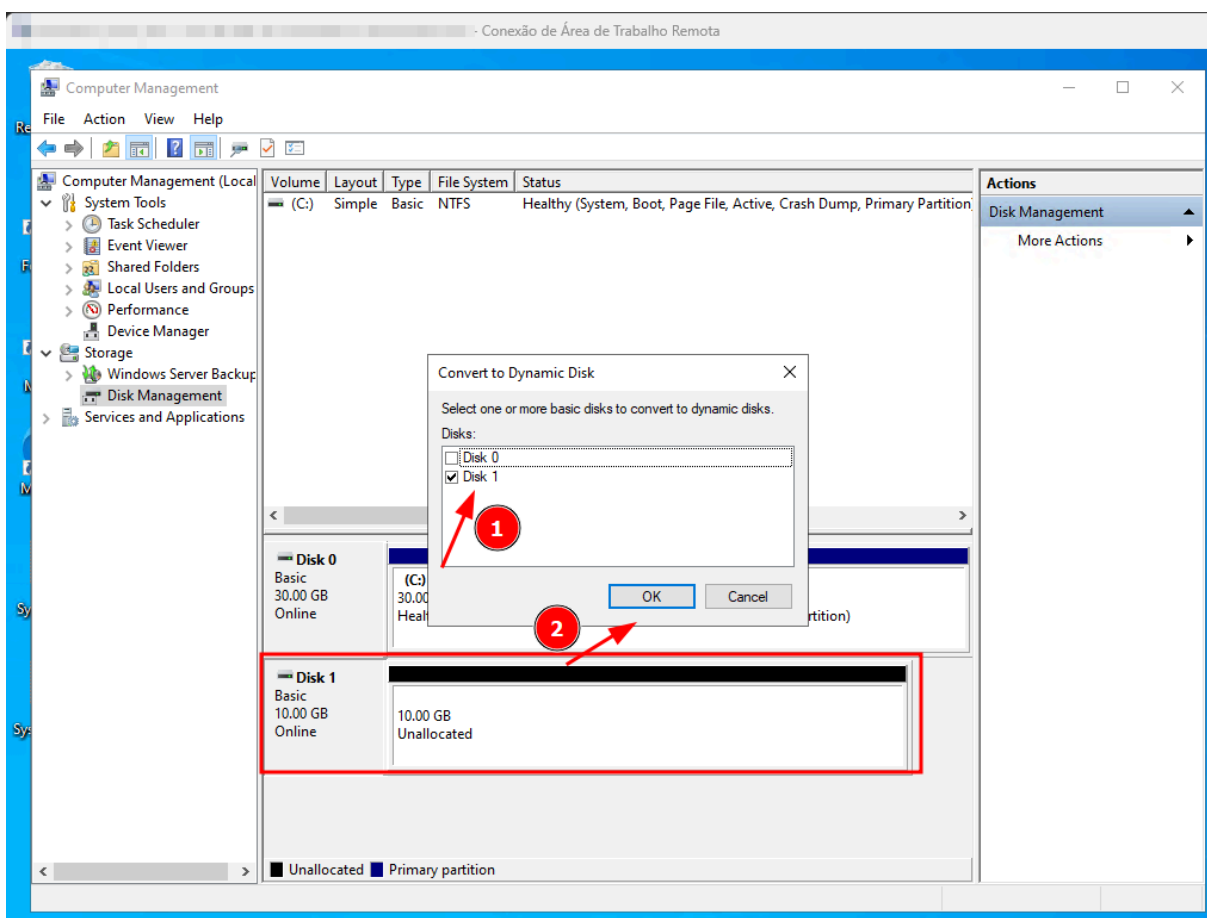 - Conexão de Área de Trabalho Remota
Computer Management
File Action View Help
Computer Management (Local
System Tools
Task Scheduler
Event Viewer
Shared Folders
Local Users and Groups
Performance
Device Manager
Storage
Windows Server Backup
Disk Management
Services and Applications
Volume Layout Type File System Status
(C:) Simple Basic NTFS Healthy (System, Boot, Page File, Active, Crash Dump, Primary Partition)
Actions
Disk Management
More Actions
Convert to Dynamic Disk
Select one or more basic disks to convert to dynamic disks.
Disks:
Disk 0
Disk 1
1
OK Cancel
2
Disk 0
Basic
30.00 GB
Online
(C:)
30.00
Healt
rtition)
Disk 1
Basic
10.00 GB
Online
10.00 GB
Unallocated
Unallocated Primary partition